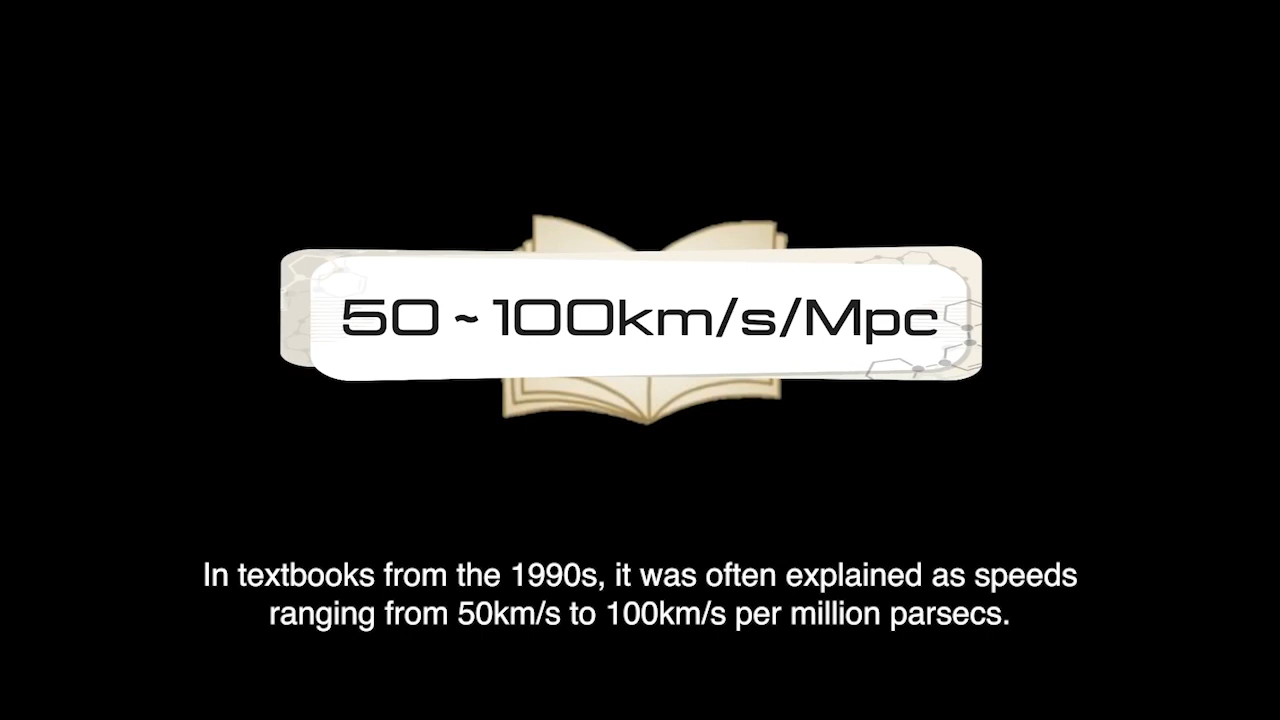 50 ~ 100km/s/Mpc
In textbooks from the 1990s, it was often explained as speeds
ranging from 50km/s to 100km/s per million parsecs.